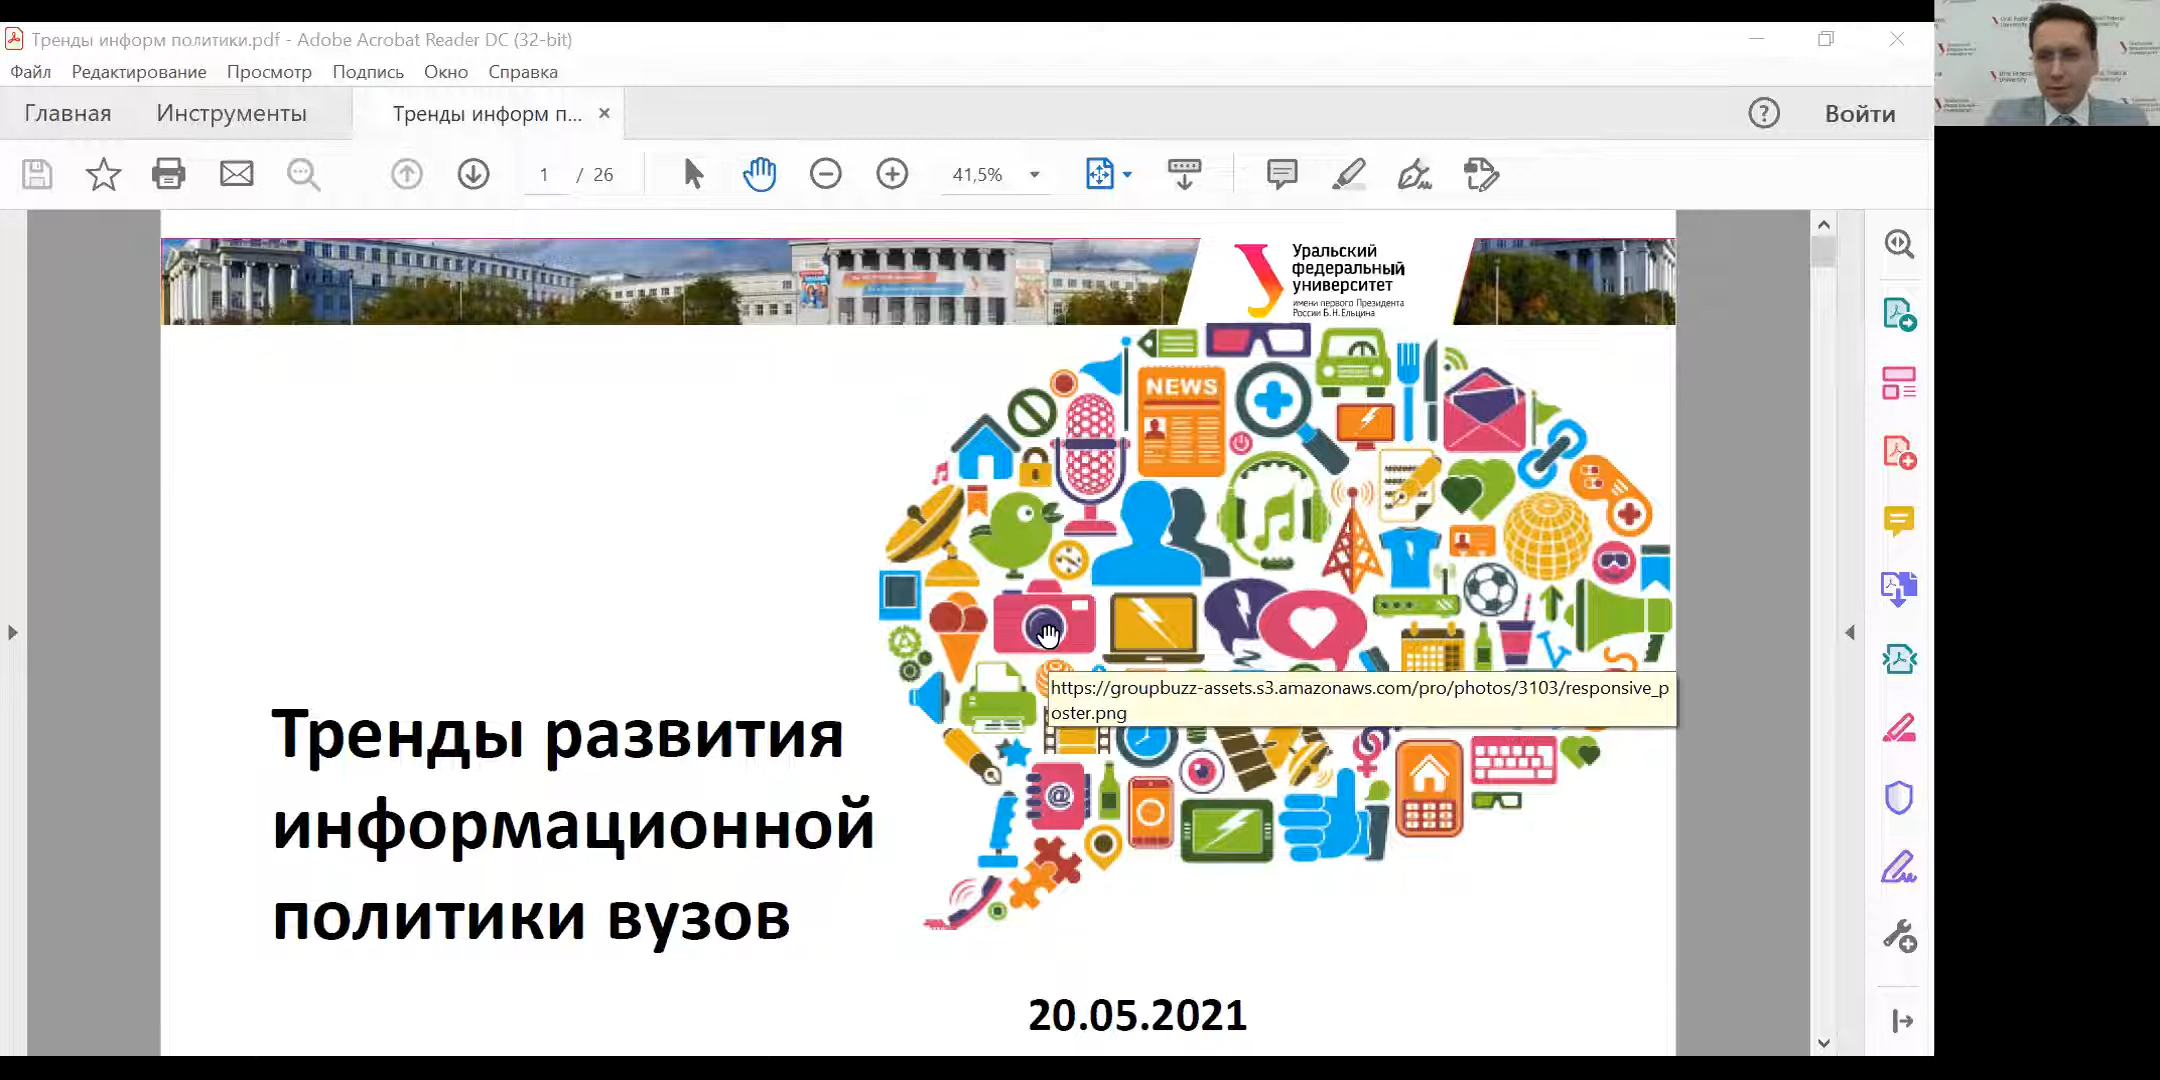 Тренды информ политики.pdf - Adobe Acrobat Reader DC (32-bit)
Файл Редактирование Просмотр Подпись Окно Справка
Главная Инструменты Тренды информ п... Войти
1 / 26 41,5%
Уральский
федеральный
университет
имени первого Президента
России Б.Н.Ельцина
NEWS
https://groupbuzz-assets.s3.amazonaws.com/pro/photos/3103/responsive_p
oster.png
Тренды развития
информационной
политики вузов
20.05.2021